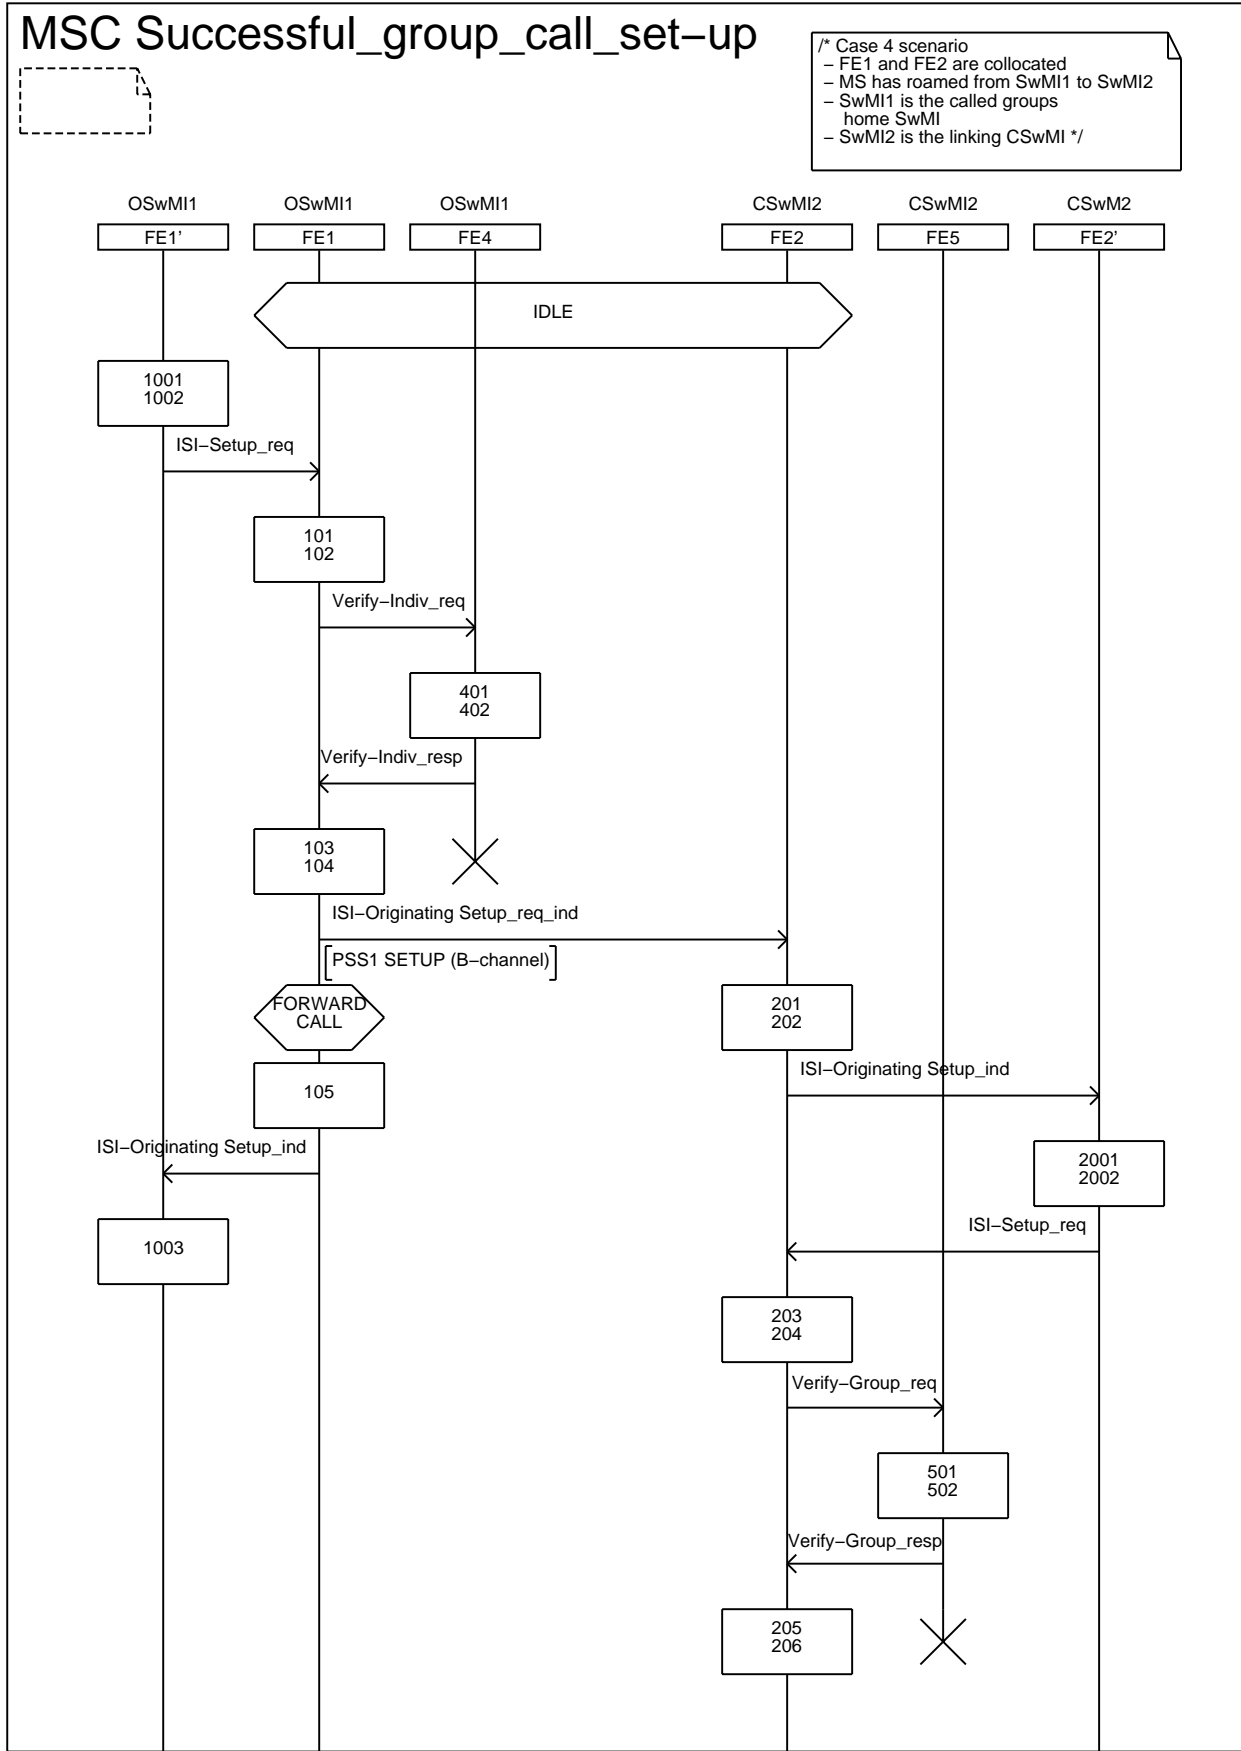 MSC Successful_group_call_set−up
/* Case 4 scenario
− FE1 and FE2 are collocated
− MS has roamed from SwMI1 to SwMI2
− SwMI1 is the called groups
home SwMI
− SwMI2 is the linking CSwMI */
OSwMI1 OSwMI1 OSwMI1 CSwMI2 CSwMI2 CSwM2
FE1' FE1 FE4 FE2 FE5 FE2'
IDLE
1001
1002
ISI−Setup_req
101
102
Verify−Indiv_req
401
402
Verify−Indiv_resp
103
104
ISI−Originating Setup_req_ind
PSS1 SETUP (B−channel)
FORWARD
CALL
201
202
ISI−Originating Setup_ind
105
ISI−Originating Setup_ind
2001
2002
ISI−Setup_req
1003
203
204
Verify−Group_req
501
502
Verify−Group_resp
205
206